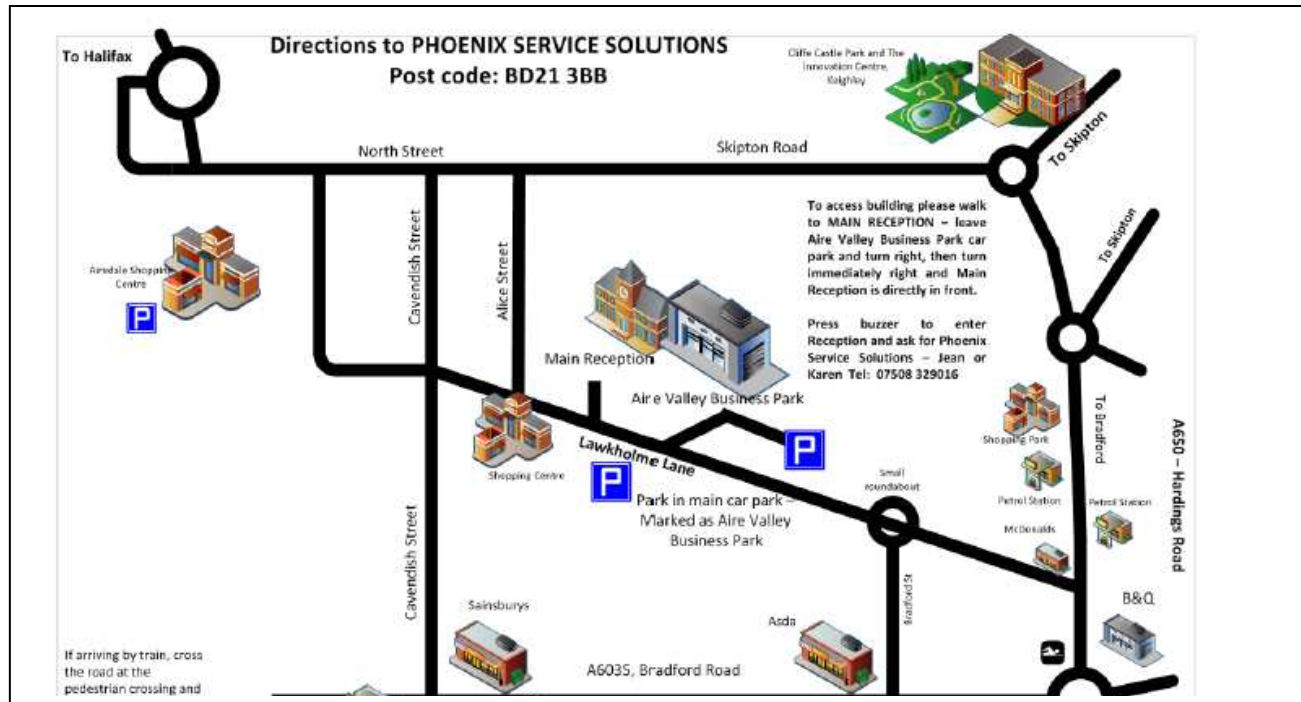 Directions to PHOENIX SERVICE SOLUTIONS
Post code: BD21 3BB
To Halifax
Cliffe Castle Park and The
Innovation Centre,
Keighley
To Skipton
North Street
Skipton Road
To access building please walk
to MAIN RECEPTION – leave
Aire Valley Business Park car
park and turn right, then turn
immediately right and Main
Reception is directly in front.
Press buzzer to enter
Reception and ask for Phoenix
Service Solutions – Jean or
Karen Tel: 07508 329016
To Skipton
Airedale Shopping
Centre
P
Cavendish Street
Alice Street
Main Reception
Aire Valley Business Park
P
To Bradford
A650 – Hardings Road
Shopping Park
Shopping Centre
Lawkholme Lane
P
Park in main car park –
Marked as Aire Valley
Business Park
Small
roundabout
Petrol Station
Petrol Station
McDonalds
Cavendish Street
Bradford St
B&Q
Sainsburys
Asda
A6035, Bradford Road
If arriving by train, cross
the road at the
pedestrian crossing and